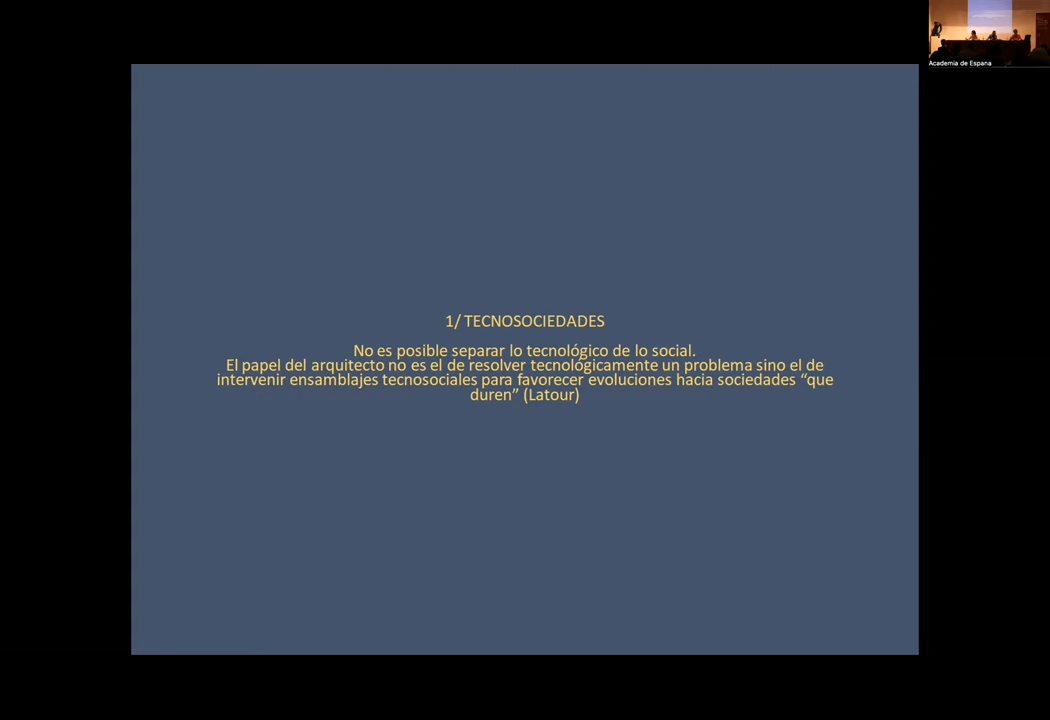 Academia de Espana
1/ TECNOSOCIEDADES
No es posible separar lo tecnológico de lo social.
El papel del arquitecto no es el de resolver tecnológicamente un problema sino el de
intervenir ensamblajes tecnosociales para favorecer evoluciones hacia sociedades “que
duren” (Latour)